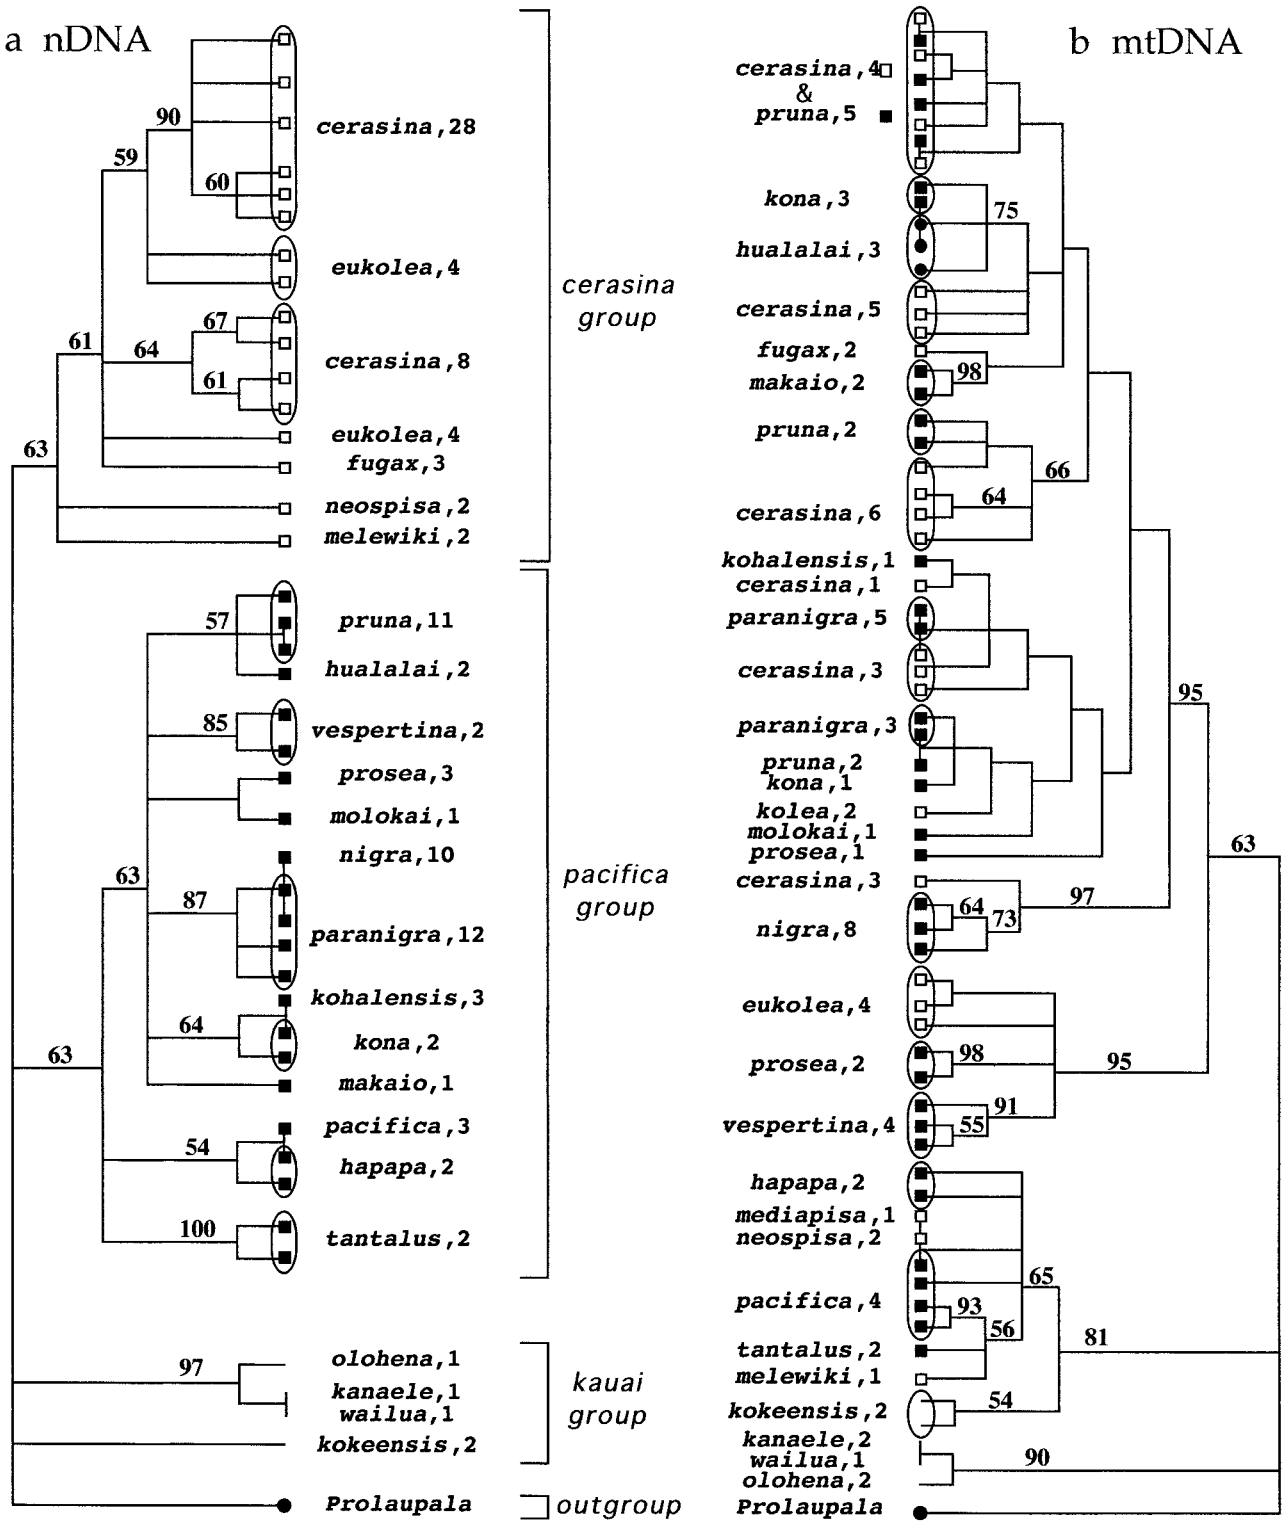 a nDNA
90
cerasina,28
59
60
eukolea,4
67
61
64
cerasina,8
61
eukolea,4
fugax,3
63
neospisa,2
melewiki,2
cerasina
group
57
pruna,11
hualalai,2
85
vespertina,2
prosea,3
molokai,1
nigra,10
63
87
paranigra,12
kohalensis,3
64
kona,2
63
makaio,1
pacifica,3
54
hapapa,2
100
tantalus,2
pacifica
group
97
olohena,1
kanaele,1
wailua,1
kokeensis,2
kauai
group
Prolaupala
outgroup
b mtDNA
cerasina,4
&
pruna,5
kona,3
75
hualalai,3
cerasina,5
fugax,2
98
makaio,2
pruna,2
66
64
cerasina,6
kohalensis,1
cerasina,1
paranigra,5
cerasina,3
95
paranigra,3
pruna,2
kona,1
kolea,2
molokai,1
prosea,1
63
cerasina,3
97
64
73
nigra,8
eukolea,4
98
prosea,2
95
91
vespertina,4
55
hapapa,2
mediapisa,1
neospisa,2
65
pacifica,4
93
56
81
tantalus,2
melewiki,1
54
kokeensis,2
kanaele,2
wailua,1
90
olohena,2
Prolaupala